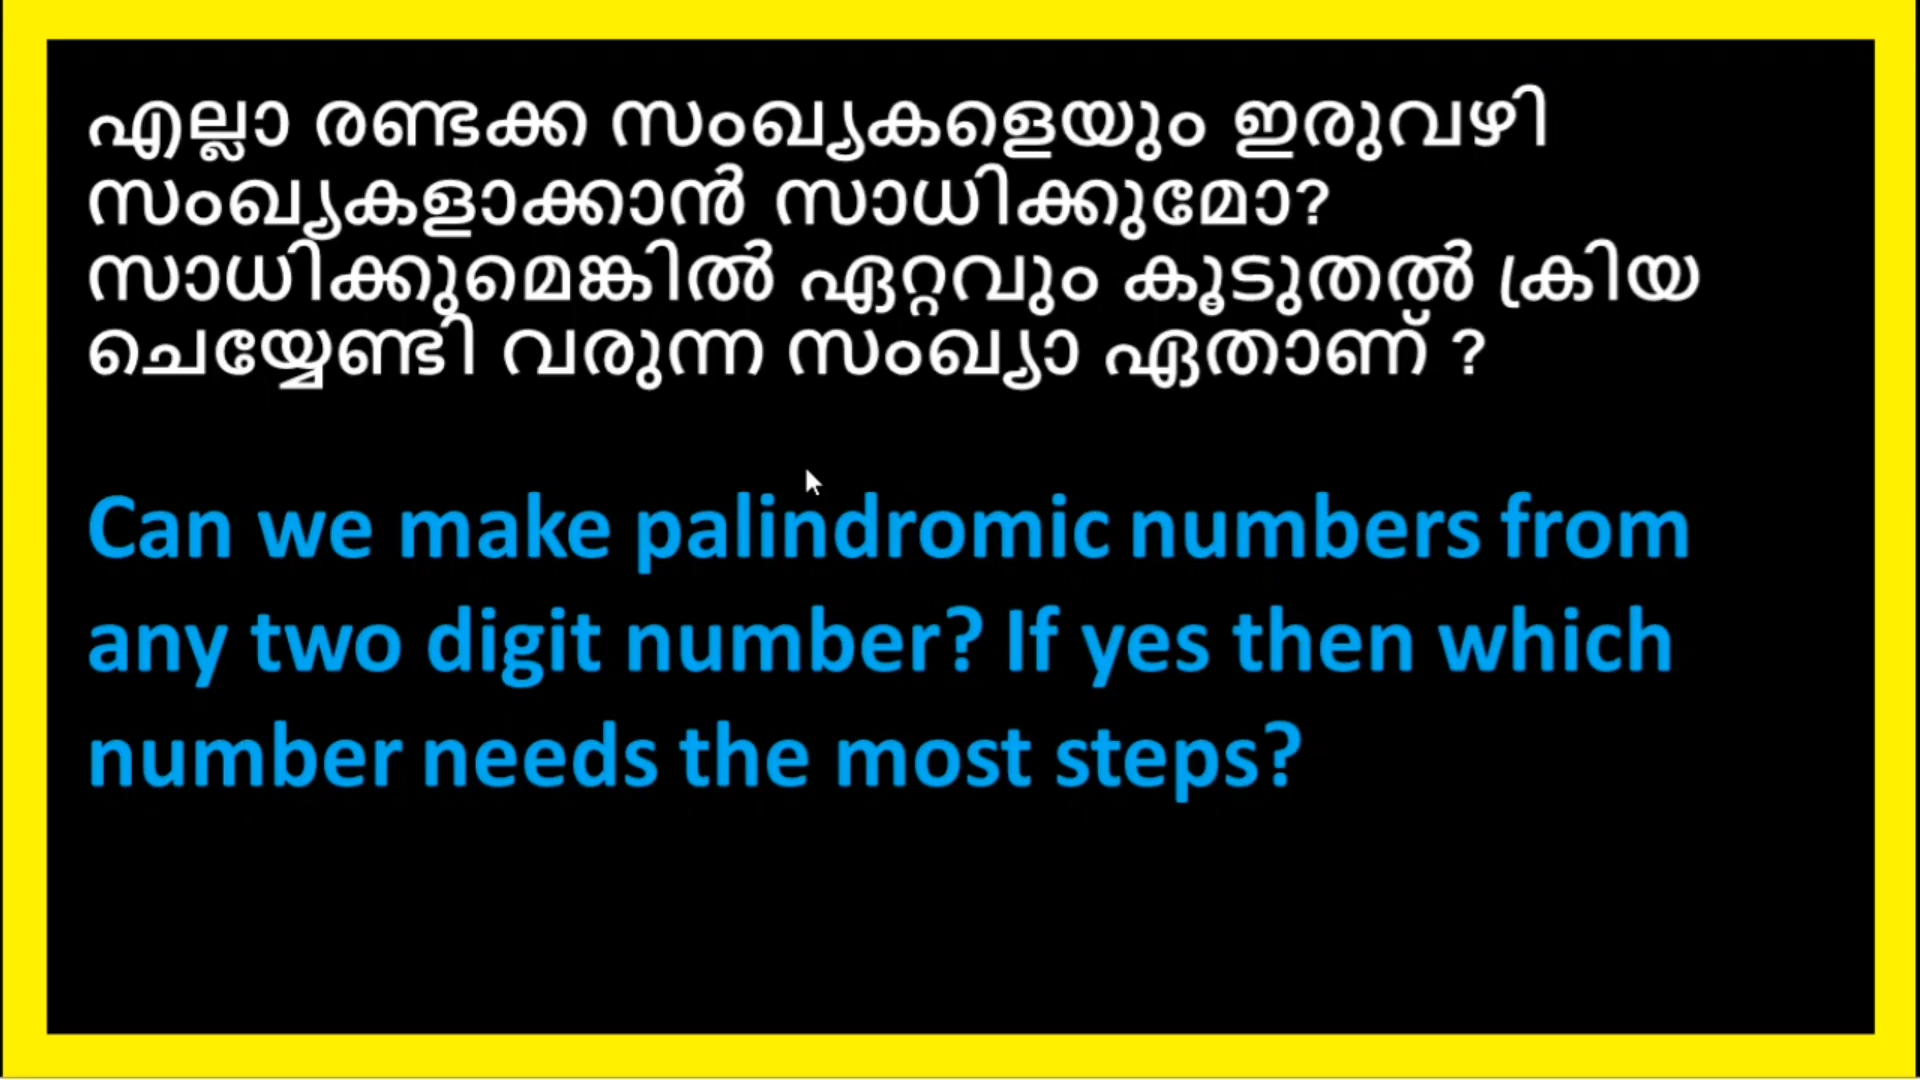 എല്ലാ രണ്ടക്ക സംഖ്യകളെയും ഇരുവഴി
സംഖ്യകളാക്കാൻ സാധിക്കുമോ?
സാധിക്കുമെങ്കിൽ ഏറ്റവും കൂടുതൽ ക്രിയ
ചെയ്യേണ്ടി വരുന്ന സംഖ്യാ ഏതാണ് ?
Can we make palindromic numbers from
any two digit number? If yes then which
number needs the most steps?